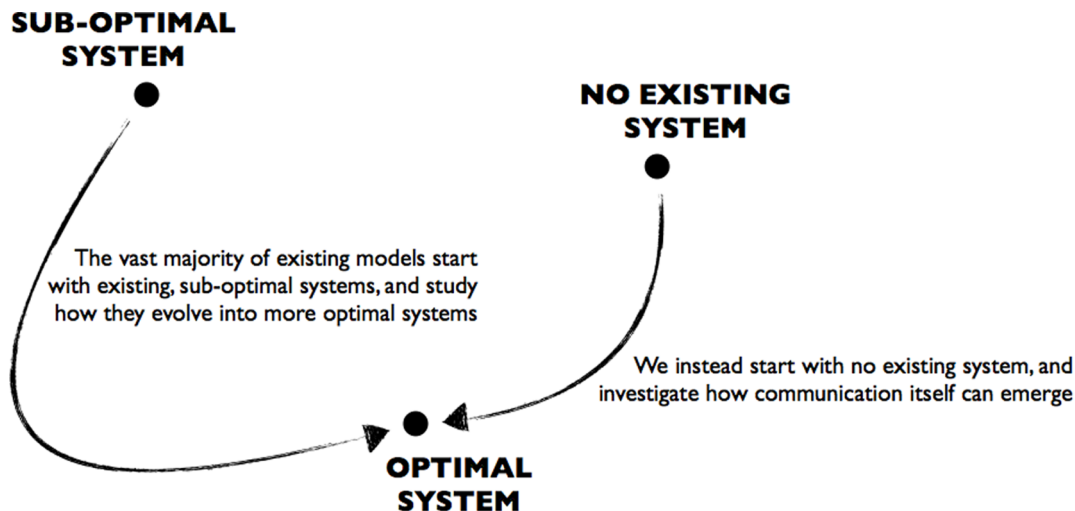 SUB-OPTIMAL
SYSTEM
NO EXISTING
SYSTEM
The vast majority of existing models start
with existing, sub-optimal systems, and study
how they evolve into more optimal systems
We instead start with no existing system, and
investigate how communication itself can emerge
OPTIMAL
SYSTEM